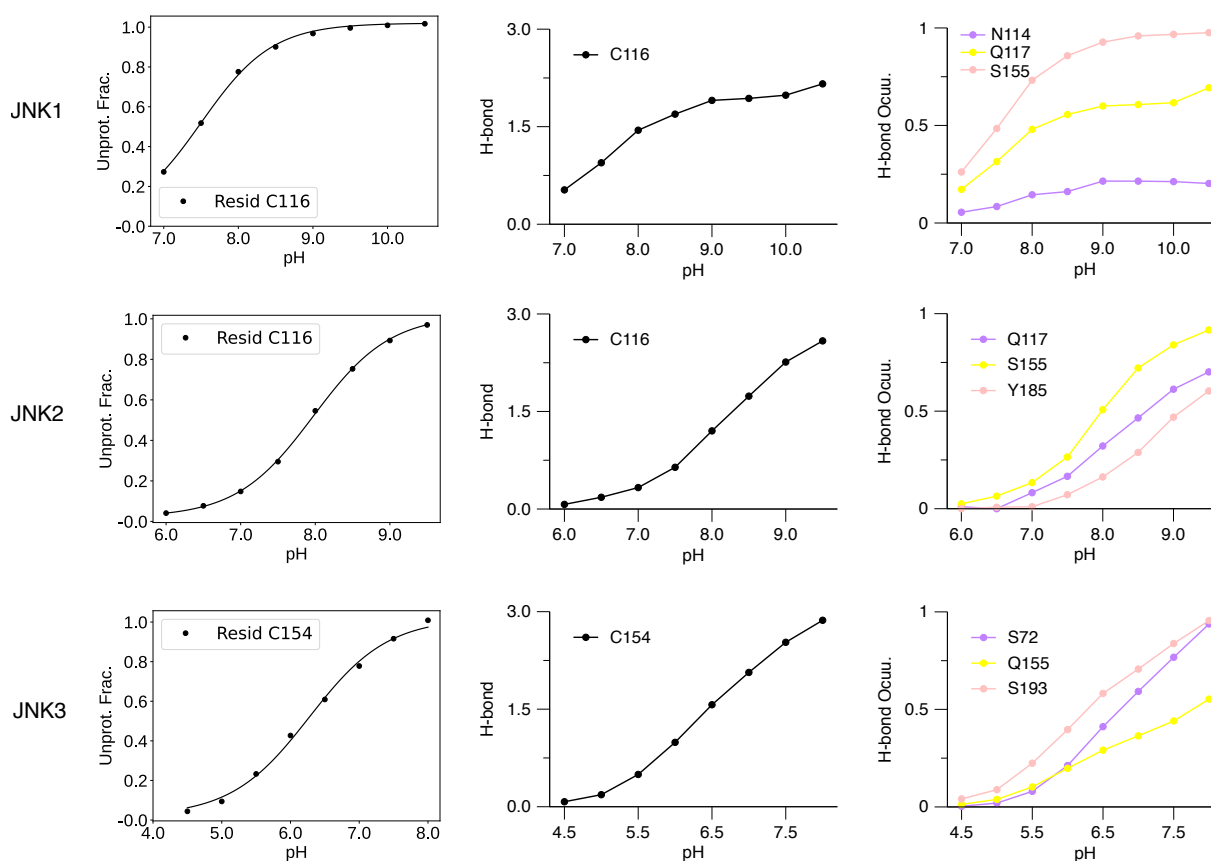 JNK1
Unprot. Frac.
1.0
0.8
0.6
0.4
0.2
-0.0
Resid C116
7.0 8.0 9.0 10.0
pH
H-bond
3.0
1.5
0.0
C116
7.0 8.0 9.0 10.0
pH
H-bond Ocuu.
1
0.5
0
N114
Q117
S155
7.0 8.0 9.0 10.0
pH
JNK2
Unprot. Frac.
1.0
0.8
0.6
0.4
0.2
-0.0
Resid C116
6.0 7.0 8.0 9.0
pH
H-bond
3.0
1.5
0.0
C116
6.0 7.0 8.0 9.0
pH
H-bond Ocuu.
1
0.5
0
Q117
S155
Y185
6.0 7.0 8.0 9.0
pH
JNK3
Unprot. Frac.
1.0
0.8
0.6
0.4
0.2
-0.0
Resid C154
4.0 5.0 6.0 7.0 8.0
pH
H-bond
3.0
1.5
0.0
C154
4.5 5.5 6.5 7.5
pH
H-bond Ocuu.
1
0.5
0
S72
Q155
S193
4.5 5.5 6.5 7.5
pH